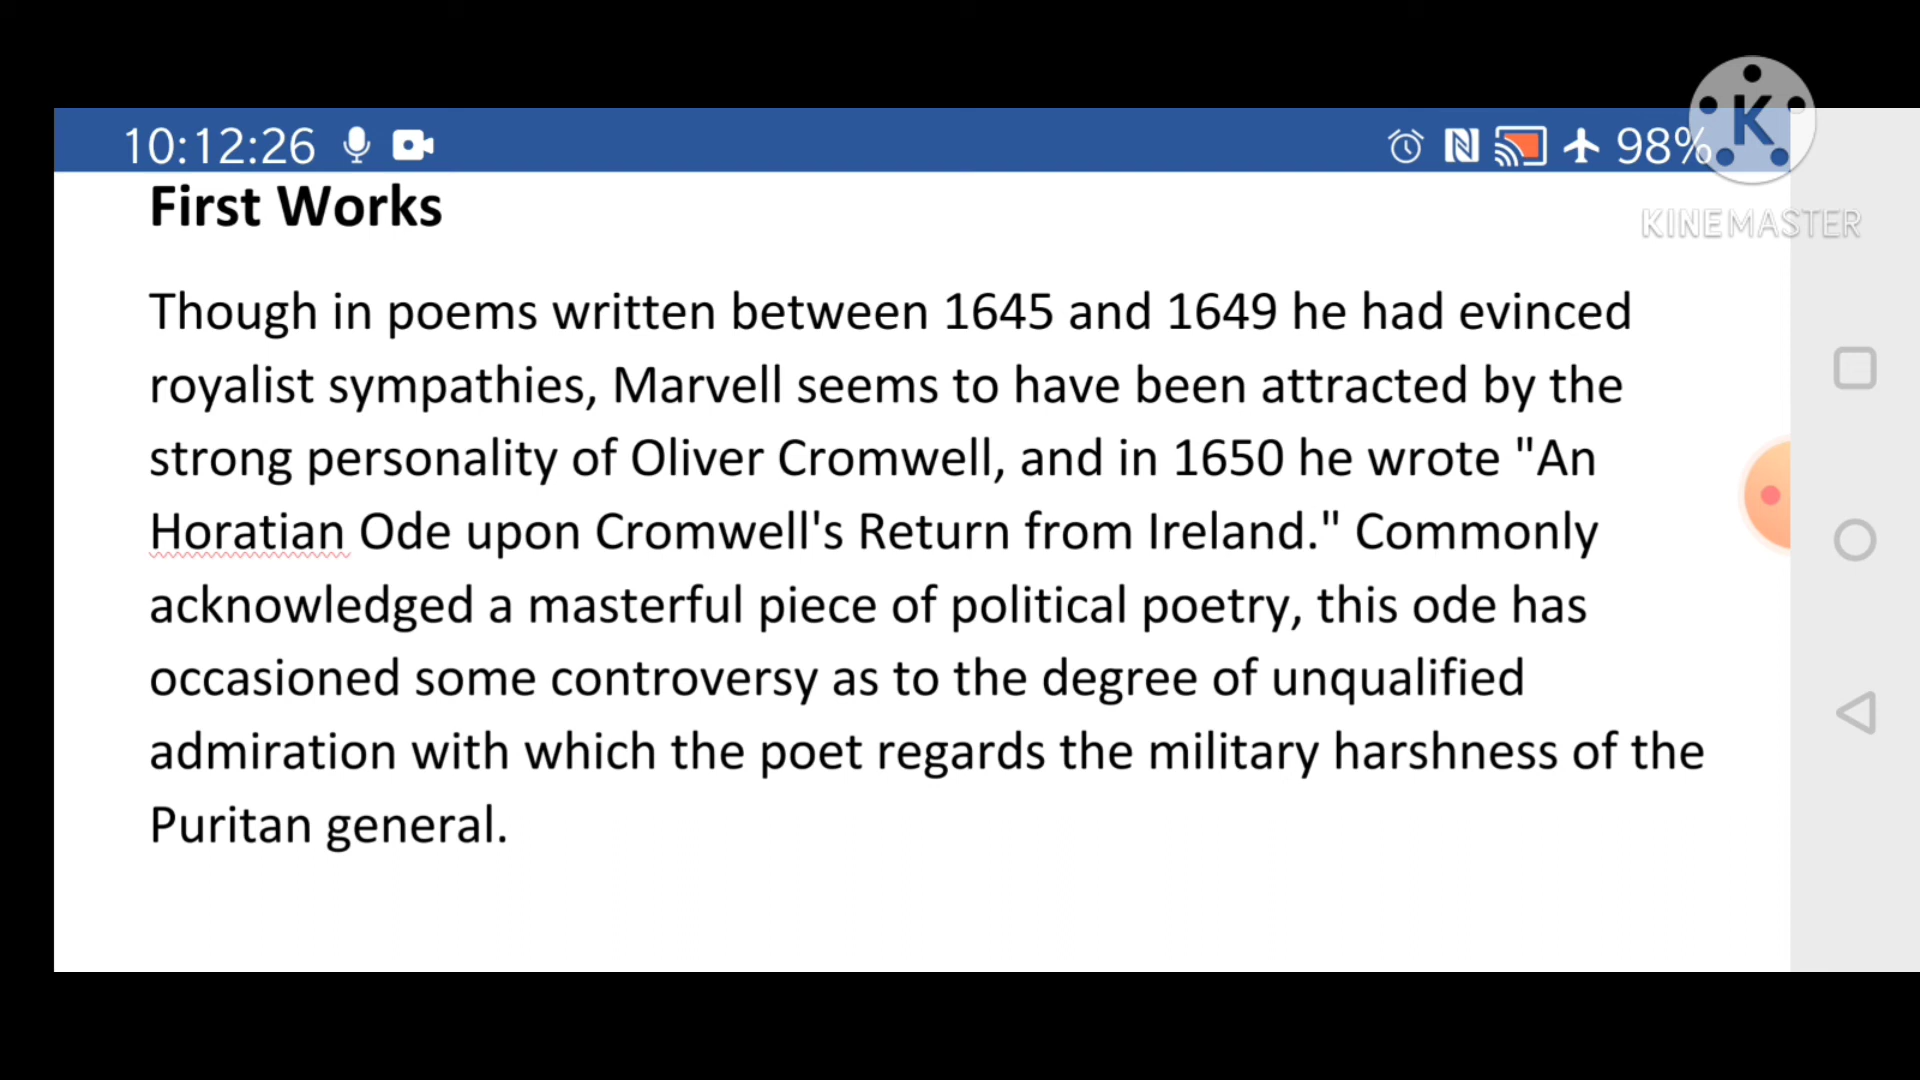 10:12:26 98%
K
KINEMASTER
First Works
Though in poems written between 1645 and 1649 he had evinced
royalist sympathies, Marvell seems to have been attracted by the
strong personality of Oliver Cromwell, and in 1650 he wrote "An
Horatian Ode upon Cromwell's Return from Ireland." Commonly
acknowledged a masterful piece of political poetry, this ode has
occasioned some controversy as to the degree of unqualified
admiration with which the poet regards the military harshness of the
Puritan general.